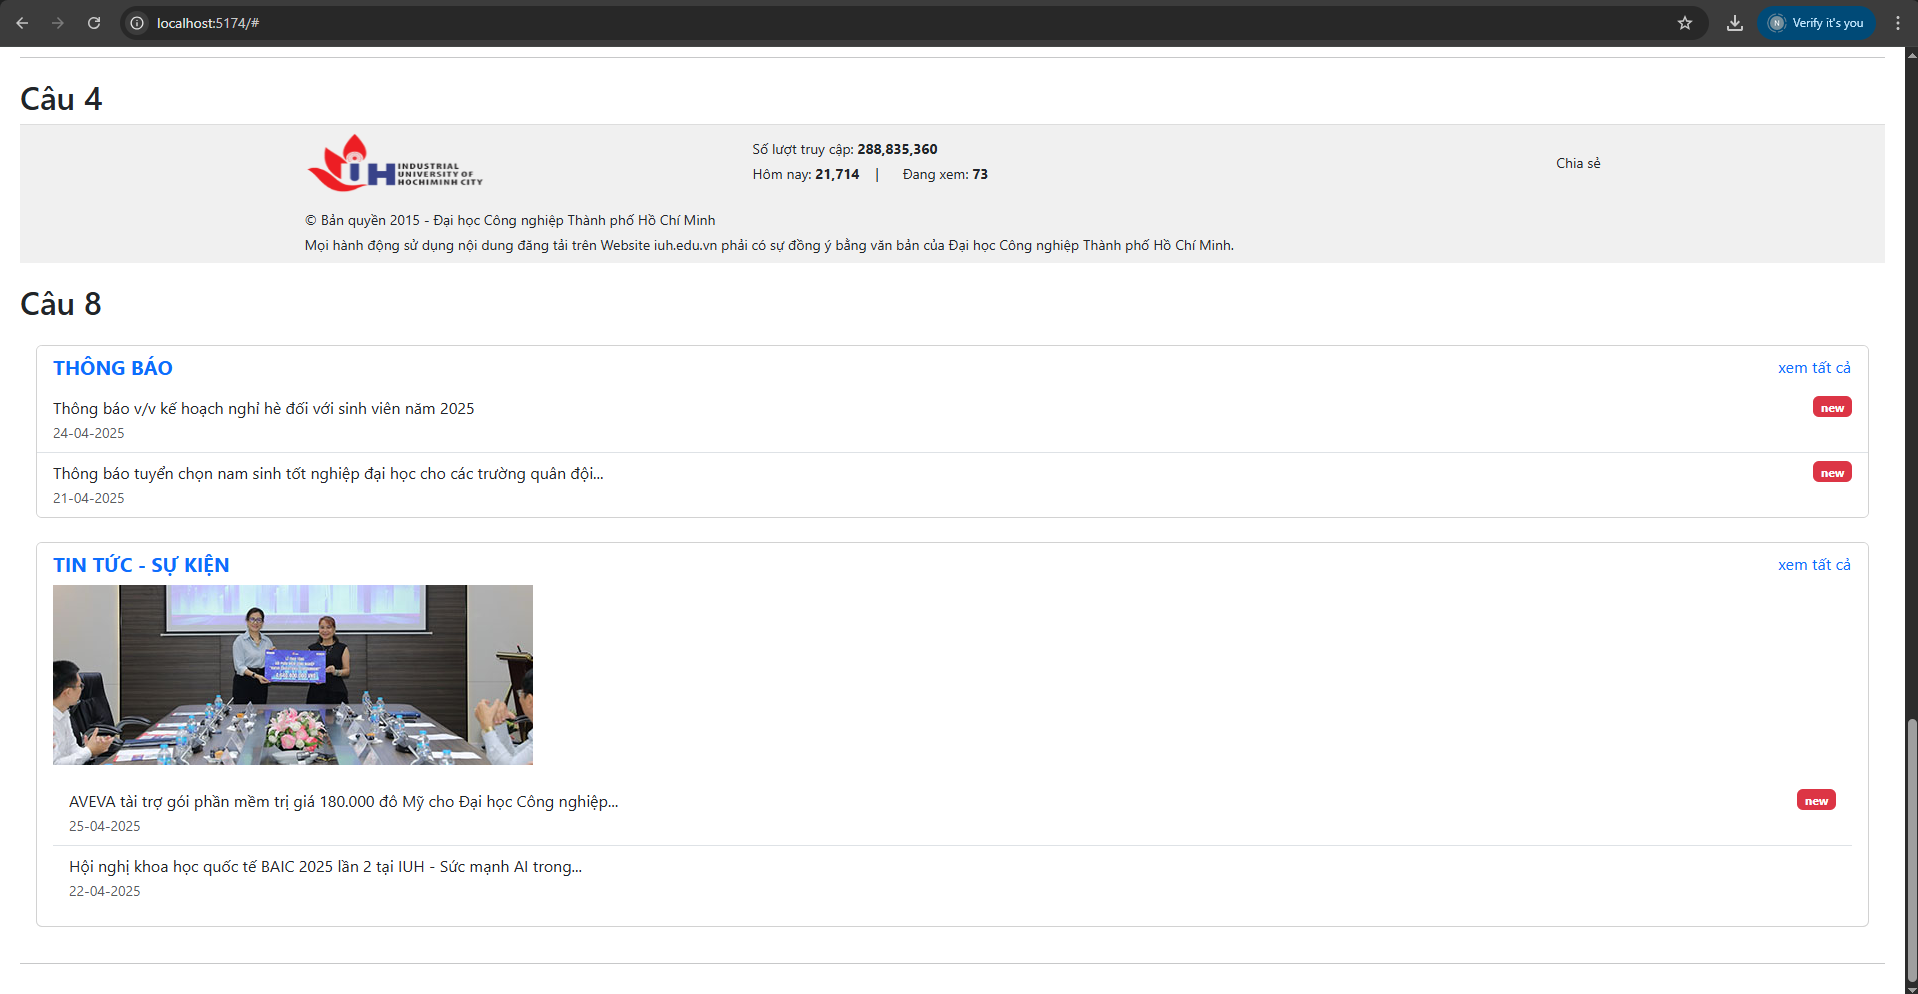 localhost:5174/#
N Verify it's you
Câu 4
iUH INDUSTRIAL UNIVERSITY OF HOCHIMINH CITY
Số lượt truy cập: 288,835,360
Hôm nay: 21,714 | Đang xem: 73
Chia sẻ
© Bản quyền 2015 - Đại học Công nghiệp Thành phố Hồ Chí Minh
Mọi hành động sử dụng nội dung đăng tải trên Website iuh.edu.vn phải có sự đồng ý bằng văn bản của Đại học Công nghiệp Thành phố Hồ Chí Minh.
Câu 8
THÔNG BÁO xem tất cả
Thông báo v/v kế hoạch nghỉ hè đối với sinh viên năm 2025 new
24-04-2025
Thông báo tuyển chọn nam sinh tốt nghiệp đại học cho các trường quân đội... new
21-04-2025
TIN TỨC - SỰ KIỆN xem tất cả
AVEVA tài trợ gói phần mềm trị giá 180.000 đô Mỹ cho Đại học Công nghiệp... new
25-04-2025
Hội nghị khoa học quốc tế BAIC 2025 lần 2 tại IUH - Sức mạnh AI trong...
22-04-2025